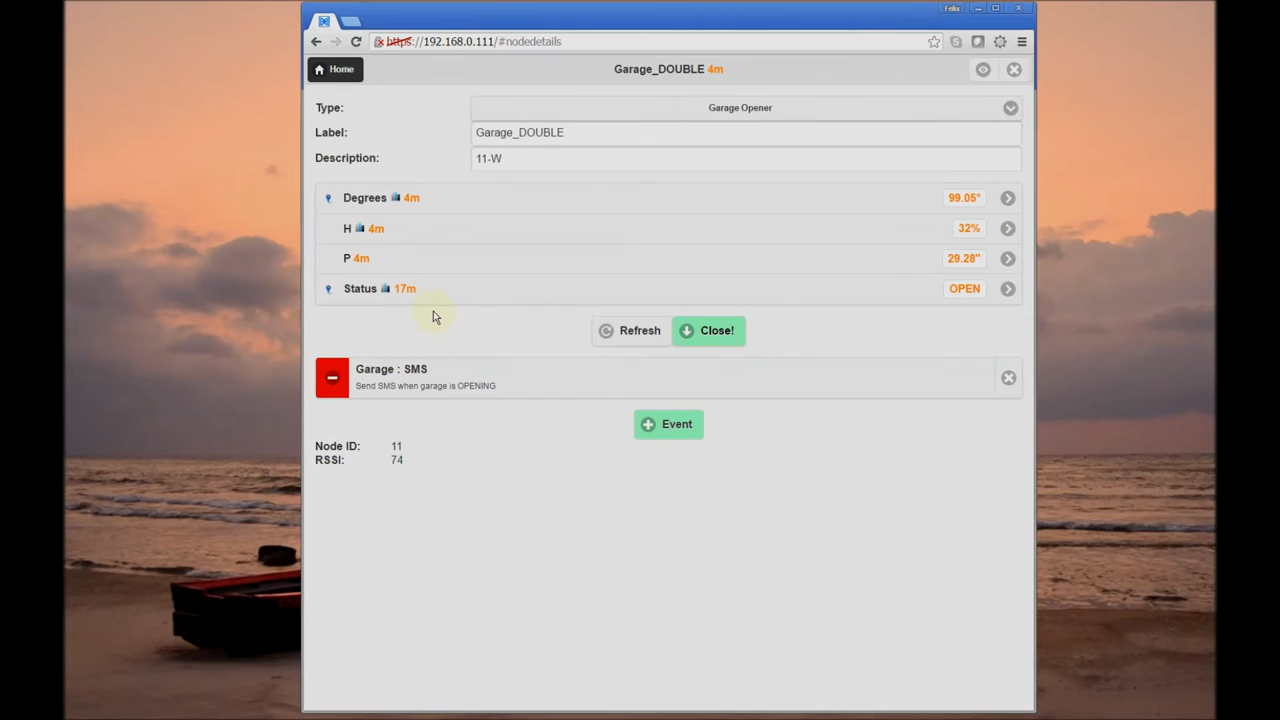 Felix
https://192.168.0.111/#nodedetails
Home
Garage_DOUBLE 4m
Type:
Garage Opener
Label:
Garage_DOUBLE
Description:
11-W
Degrees 4m
99.05°
H 4m
32%
P 4m
29.28"
Status 17m
OPEN
Refresh
Close!
Garage : SMS
Send SMS when garage is OPENING
Event
Node ID: 11
RSSI: 74